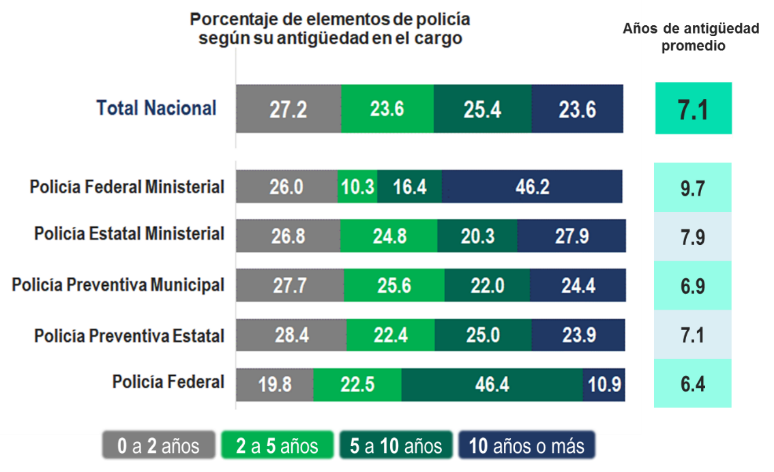 Porcentaje de elementos de policía
según su antigüedad en el cargo
Años de antigüedad
promedio
Total Nacional 27.2 23.6 25.4 23.6 7.1
Policía Federal Ministerial 26.0 10.3 16.4 46.2 9.7
Policía Estatal Ministerial 26.8 24.8 20.3 27.9 7.9
Policía Preventiva Municipal 27.7 25.6 22.0 24.4 6.9
Policía Preventiva Estatal 28.4 22.4 25.0 23.9 7.1
Policía Federal 19.8 22.5 46.4 10.9 6.4
0 a 2 años 2 a 5 años 5 a 10 años 10 años o más